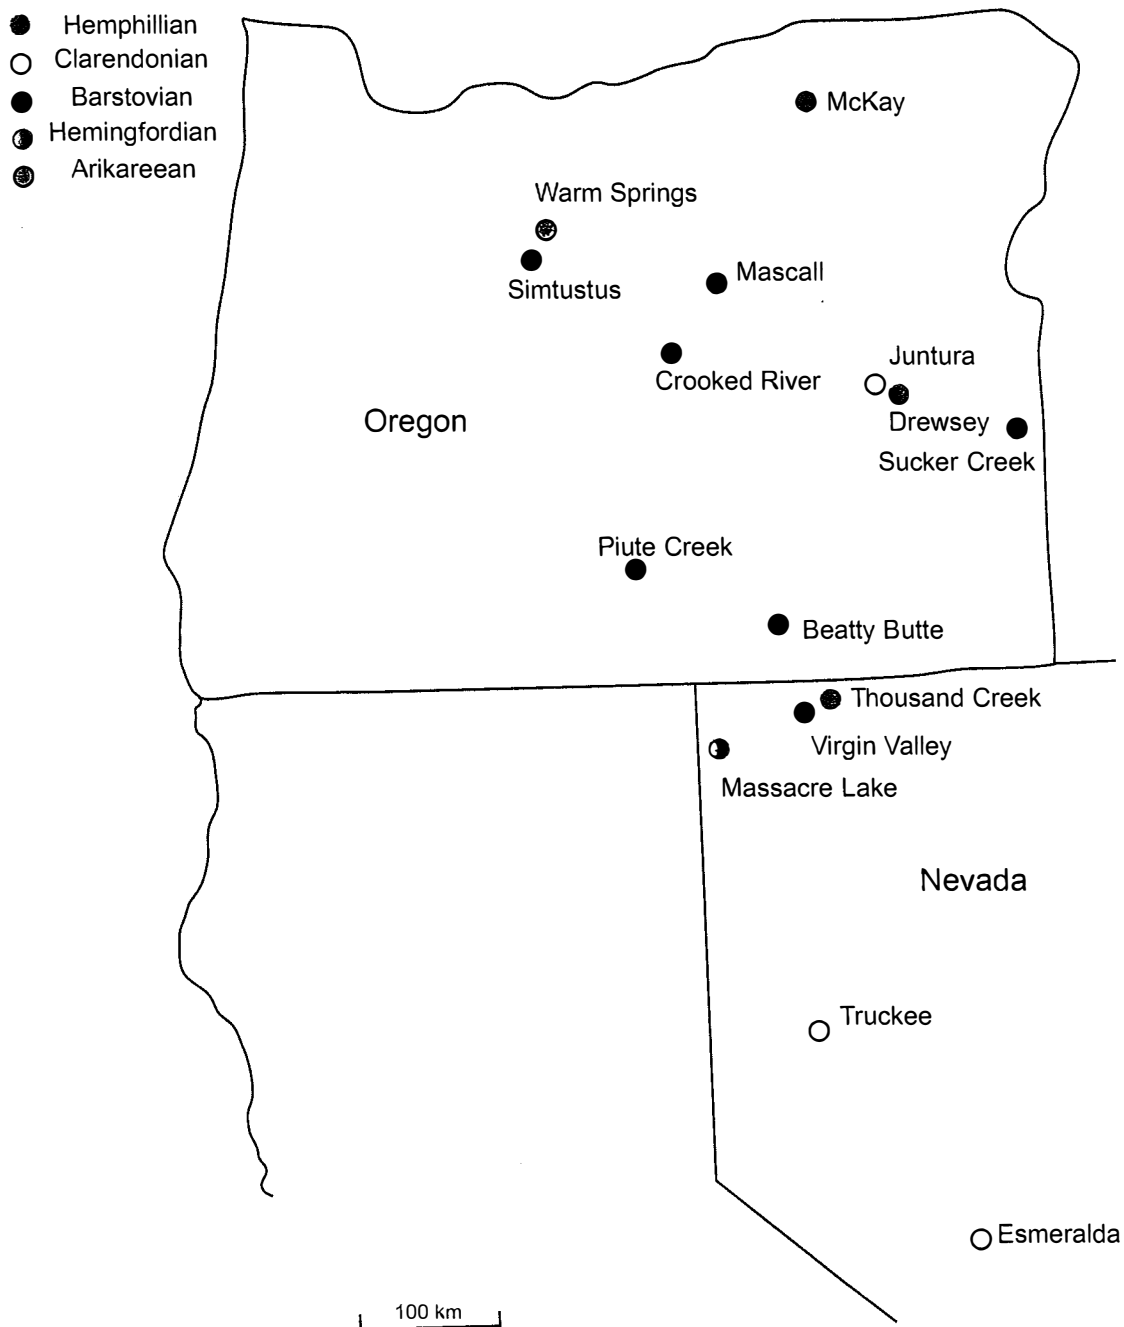 Hemphillian
Clarendonian
Barstovian
Hemingfordian
Arikareean
McKay
Warm Springs
Simtustus
Mascall
Crooked River
Juntura
Drewsey
Sucker Creek
Oregon
Piute Creek
Beatty Butte
Thousand Creek
Virgin Valley
Massacre Lake
Nevada
Truckee
Esmeralda
100 km